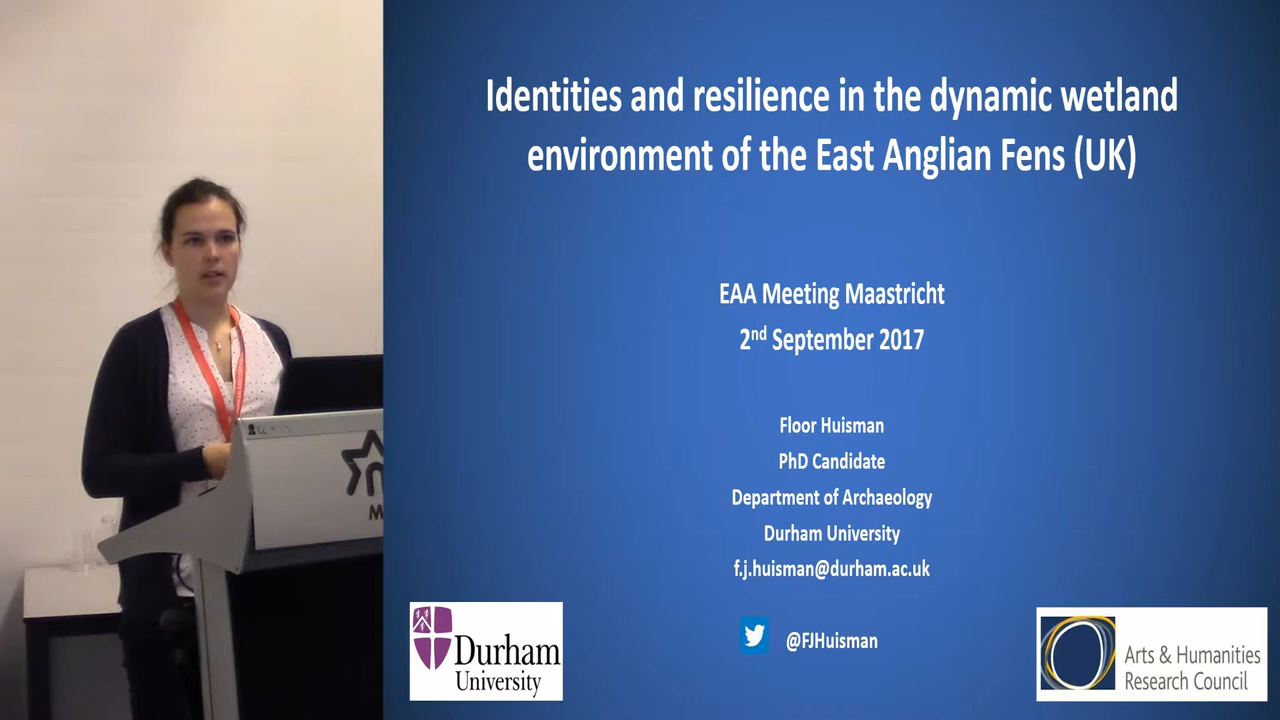 Identities and resilience in the dynamic wetland
environment of the East Anglian Fens (UK)
EAA Meeting Maastricht
2nd September 2017
Floor Huisman
PhD Candidate
Department of Archaeology
Durham University
f.j.huisman@durham.ac.uk
@FJHuisman
Durham
University
Arts & Humanities
Research Council